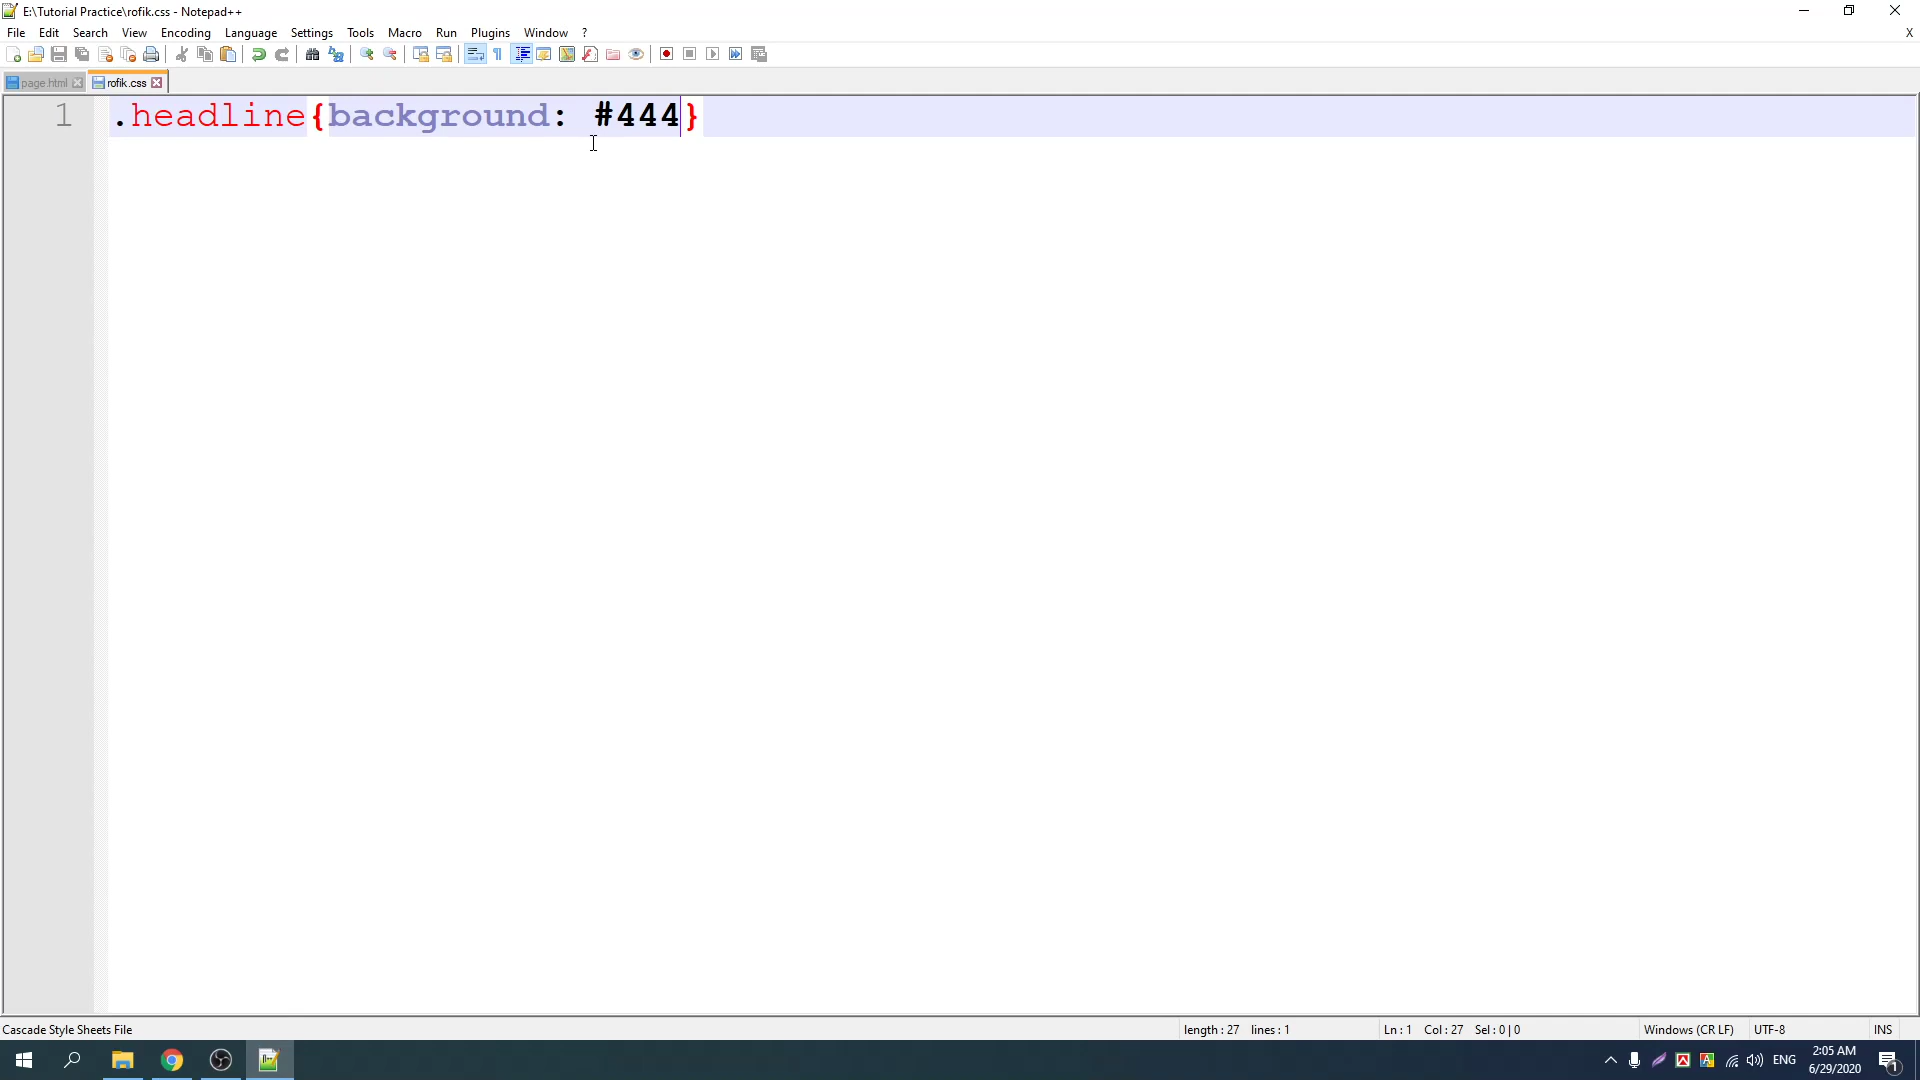 E:\Tutorial Practice\rofik.css - Notepad++
File Edit Search View Encoding Language Settings Tools Macro Run Plugins Window ? X
page.html rofik.css
1 .headline{background: #444}
Cascade Style Sheets File length : 27 lines : 1 Ln : 1 Col : 27 Sel : 0 | 0 Windows (CR LF) UTF-8 INS
ENG 2:05 AM
6/29/2020 1